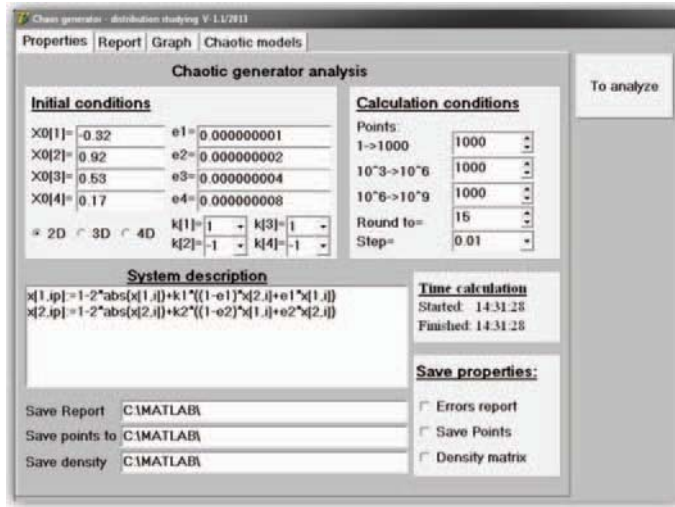 Chaos generator - distribution studying V-1.1/2013
Properties Report Graph Chaotic models
Chaotic generator analysis
To analyze
Initial conditions
X0[1]= -0.32 e1= 0.000000001
X0[2]= 0.92 e2= 0.000000002
X0[3]= 0.53 e3= 0.000000004
X0[4]= 0.17 e4= 0.000000008
2D 3D 4D
k[1]= 1 k[3]= 1
k[2]= -1 k[4]= -1
Calculation conditions
Points:
1->1000 1000
10^3->10^6 1000
10^6->10^9 1000
Round to= 15
Step= 0.01
System description
x[1,ip]:=1-2*abs(x[1,i])+k1*((1-e1)*x[2,i]+e1*x[1,i])
x[2,ip]:=1-2*abs(x[2,i])+k2*((1-e2)*x[1,i]+e2*x[2,i])
Time calculation
Started: 14:31:28
Finished: 14:31:28
Save Report C:\MATLAB\
Save points to C:\MATLAB\
Save density C:\MATLAB\
Save properties:
Errors report
Save Points
Density matrix